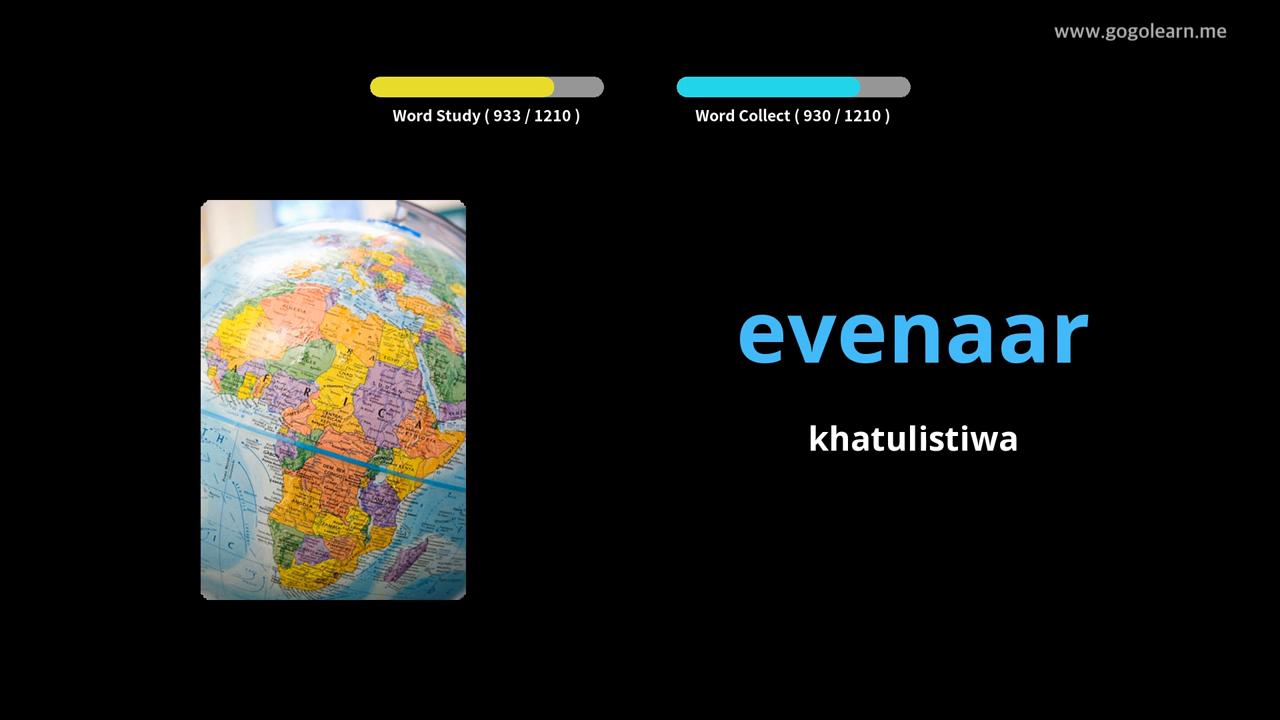 www.gogolearn.me
Word Study ( 933 / 1210 )
Word Collect ( 930 / 1210 )
evenaar
khatulistiwa
A F R I C A